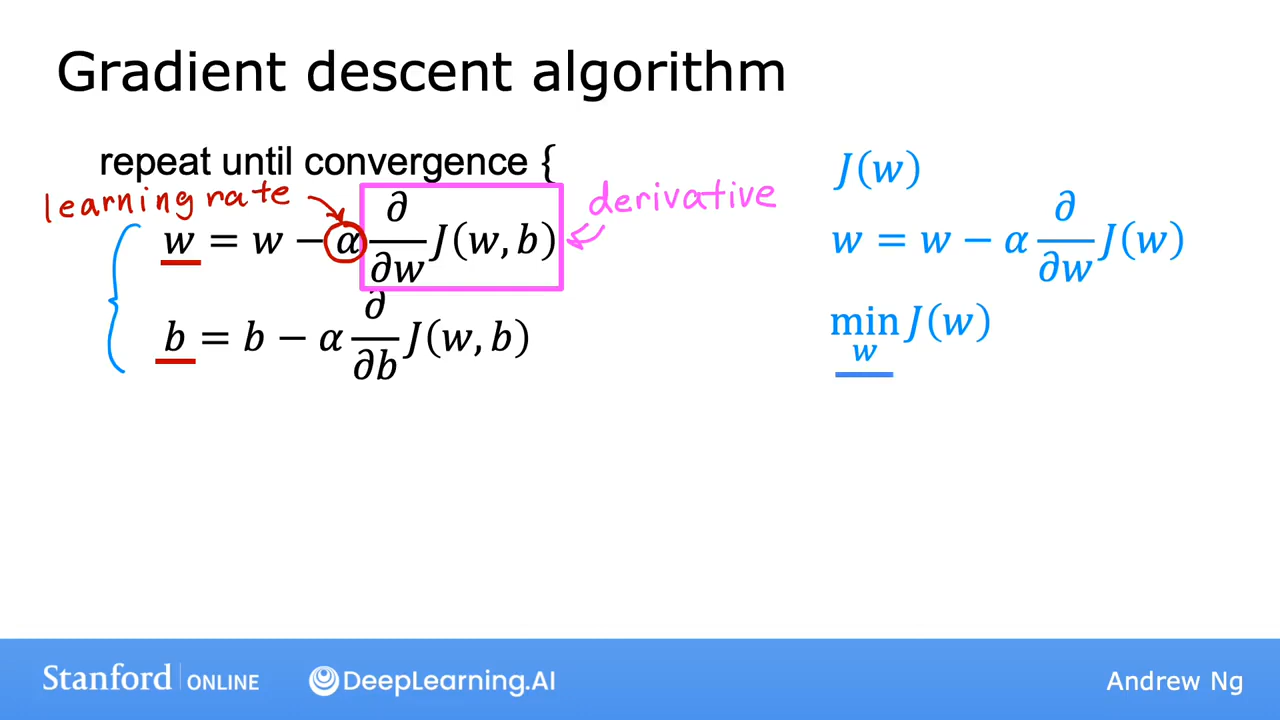 Gradient descent algorithm
repeat until convergence {
learning rate
derivative
w = w − α ∂/∂w J(w, b)
b = b − α ∂/∂b J(w, b)
J(w)
w = w − α ∂/∂w J(w)
min J(w)
w
Stanford | ONLINE
DeepLearning.AI
Andrew Ng